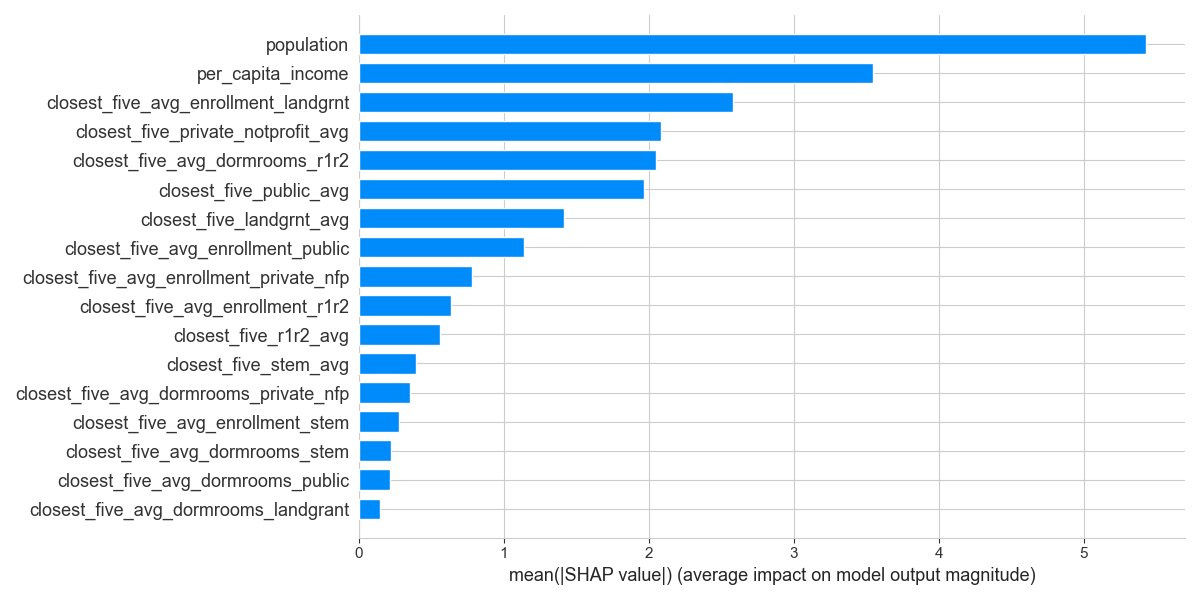 population
per_capita_income
closest_five_avg_enrollment_landgrnt
closest_five_private_notprofit_avg
closest_five_avg_dormrooms_r1r2
closest_five_public_avg
closest_five_landgrnt_avg
closest_five_avg_enrollment_public
closest_five_avg_enrollment_private_nfp
closest_five_avg_enrollment_r1r2
closest_five_r1r2_avg
closest_five_stem_avg
closest_five_avg_dormrooms_private_nfp
closest_five_avg_enrollment_stem
closest_five_avg_dormrooms_stem
closest_five_avg_dormrooms_public
closest_five_avg_dormrooms_landgrant
0 1 2 3 4 5
mean(|SHAP value|) (average impact on model output magnitude)